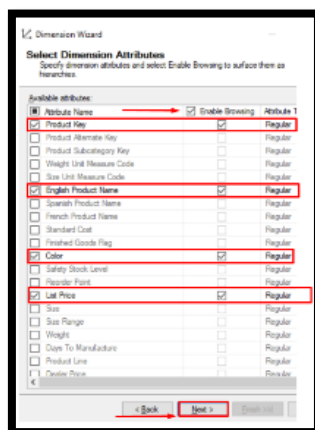 Dimension Wizard
Select Dimension Attributes
Specify dimension attributes and select Enable Browsing to surface them as
hierarchies.
Available attributes:
Attribute Name Enable Browsing Attribute T
Product Key Regular
Product Alternate Key Regular
Product Subcategory Key Regular
Weight Unit Measure Code Regular
Size Unit Measure Code Regular
English Product Name Regular
Spanish Product Name Regular
French Product Name Regular
Standard Cost Regular
Finished Goods Flag Regular
Color Regular
Safety Stock Level Regular
Reorder Point Regular
List Price Regular
Size Regular
Size Range Regular
Weight Regular
Days To Manufacture Regular
Product Line Regular
Dealer Price Regular
< Back Next >